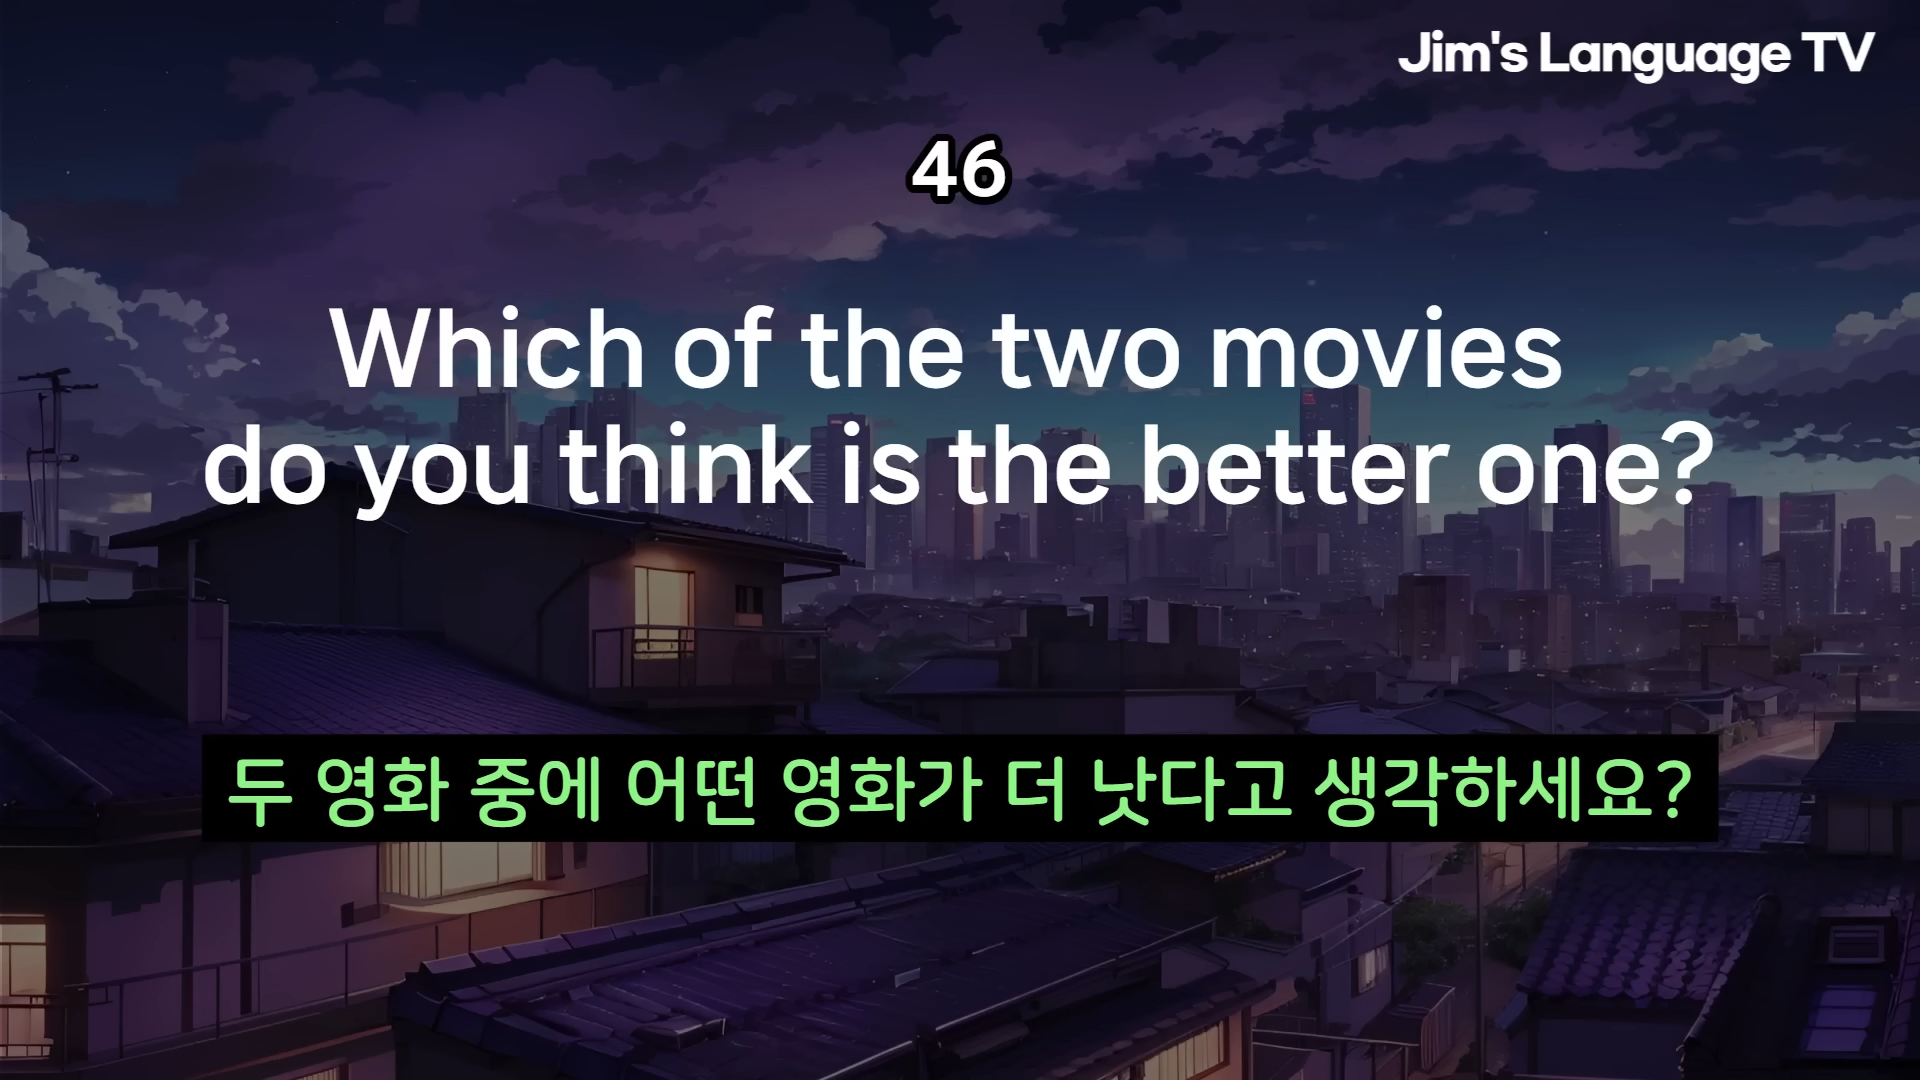 Jim's Language TV
46
Which of the two movies
do you think is the better one?
두 영화 중에 어떤 영화가 더 낫다고 생각하세요?